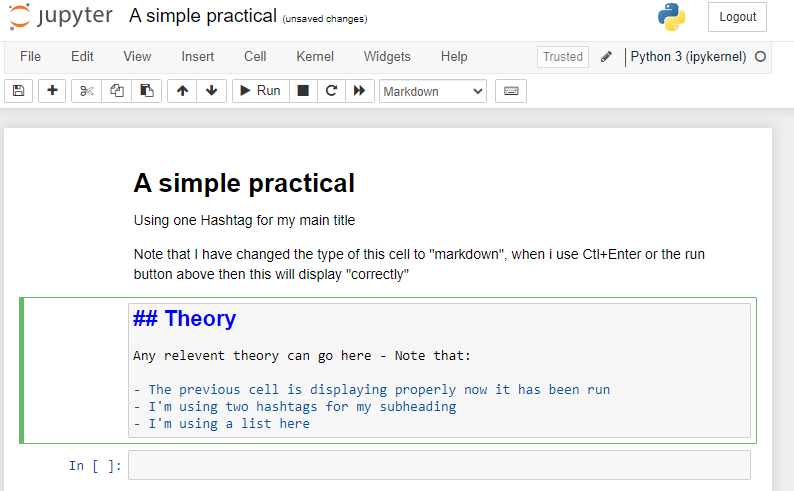 jupyter A simple practical (unsaved changes) Logout
File Edit View Insert Cell Kernel Widgets Help Trusted Python 3 (ipykernel)
Run Markdown
A simple practical
Using one Hashtag for my main title
Note that I have changed the type of this cell to "markdown", when i use Ctl+Enter or the run
button above then this will display "correctly"
## Theory
Any relevent theory can go here - Note that:
- The previous cell is displaying properly now it has been run
- I'm using two hashtags for my subheading
- I'm using a list here
In [ ]: